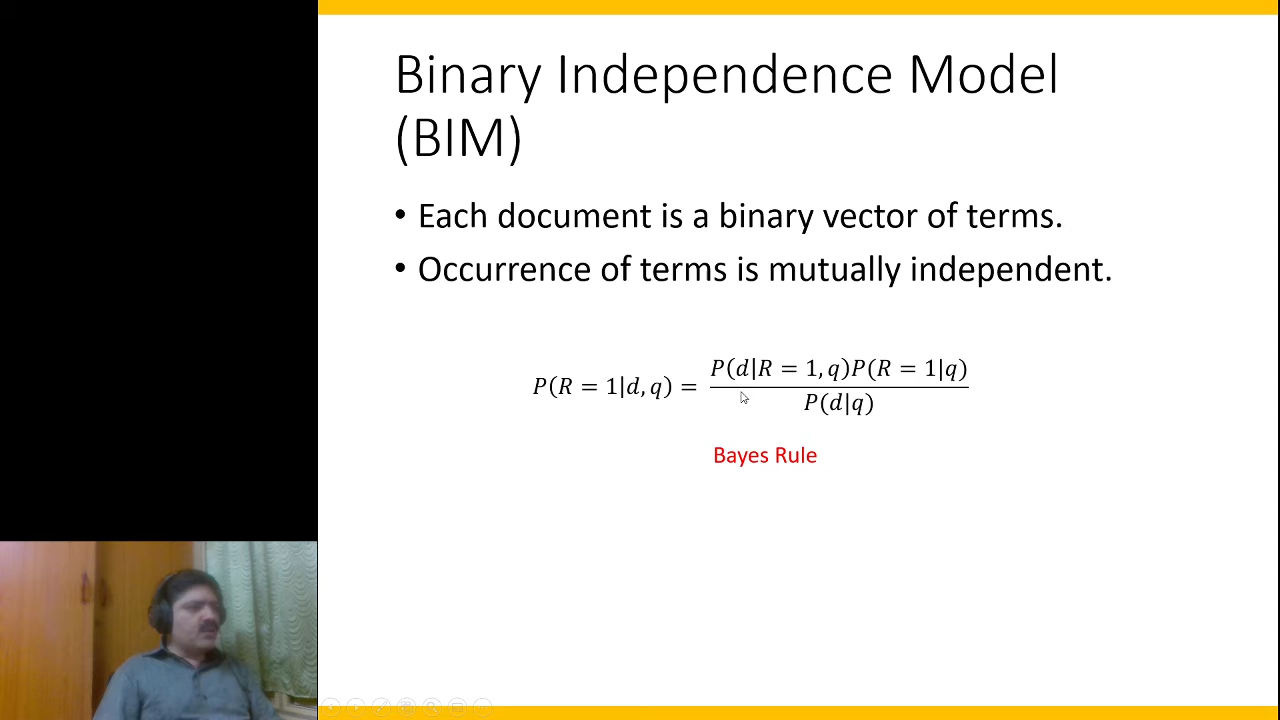 Binary Independence Model
(BIM)
• Each document is a binary vector of terms.
• Occurrence of terms is mutually independent.
P(R = 1|d, q) = P(d|R = 1, q)P(R = 1|q) / P(d|q)
Bayes Rule